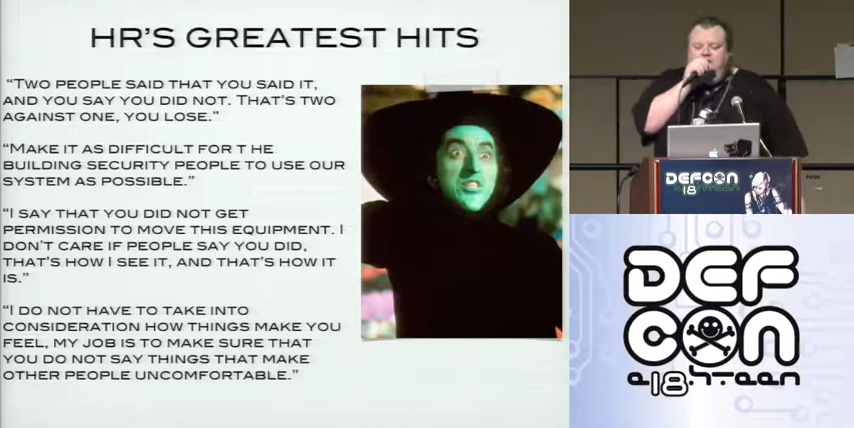 HR'S GREATEST HITS
"TWO PEOPLE SAID THAT YOU SAID IT,
AND YOU SAY YOU DID NOT. THAT'S TWO
AGAINST ONE, YOU LOSE."
"MAKE IT AS DIFFICULT FOR T HE
BUILDING SECURITY PEOPLE TO USE OUR
SYSTEM AS POSSIBLE."
"I SAY THAT YOU DID NOT GET
PERMISSION TO MOVE THIS EQUIPMENT. I
DON'T CARE IF PEOPLE SAY YOU DID,
THAT'S HOW I SEE IT, AND THAT'S HOW IT
IS."
"I DO NOT HAVE TO TAKE INTO
CONSIDERATION HOW THINGS MAKE YOU
FEEL, MY JOB IS TO MAKE SURE THAT
YOU DO NOT SAY THINGS THAT MAKE
OTHER PEOPLE UNCOMFORTABLE."
DEFCON
18
DEF
CON
e18hteen